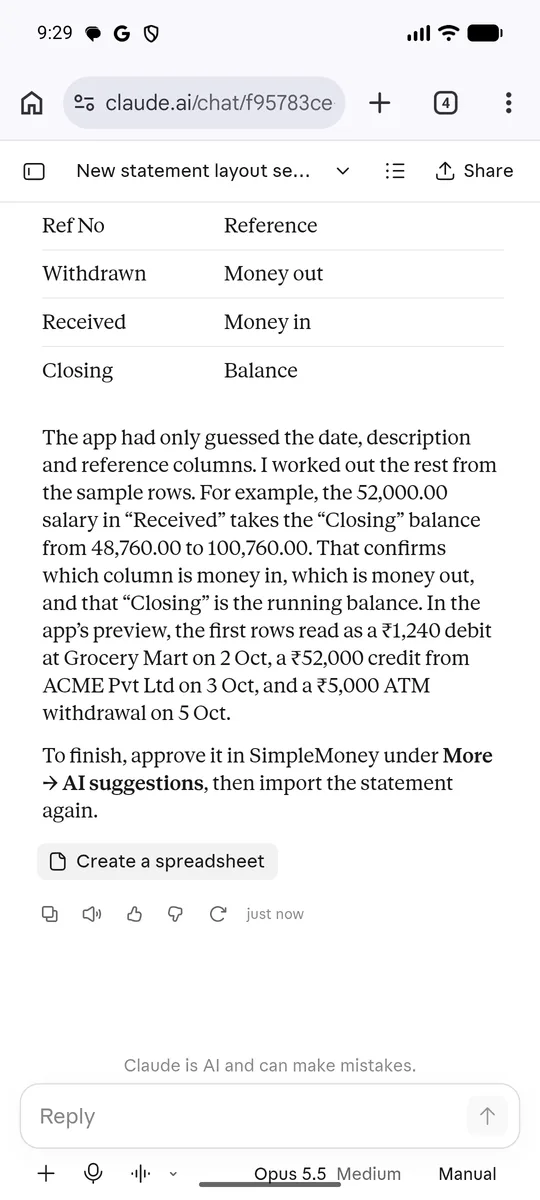 9:29
claude.ai/chat/f95783ce
4
New statement layout se...
Share
Ref No Reference
Withdrawn Money out
Received Money in
Closing Balance
The app had only guessed the date, description
and reference columns. I worked out the rest from
the sample rows. For example, the 52,000.00
salary in “Received” takes the “Closing” balance
from 48,760.00 to 100,760.00. That confirms
which column is money in, which is money out,
and that “Closing” is the running balance. In the
app’s preview, the first rows read as a ₹1,240 debit
at Grocery Mart on 2 Oct, a ₹52,000 credit from
ACME Pvt Ltd on 3 Oct, and a ₹5,000 ATM
withdrawal on 5 Oct.
To finish, approve it in SimpleMoney under More
→ AI suggestions, then import the statement
again.
Create a spreadsheet
just now
Claude is AI and can make mistakes.
Reply
Opus 5.5 Medium Manual